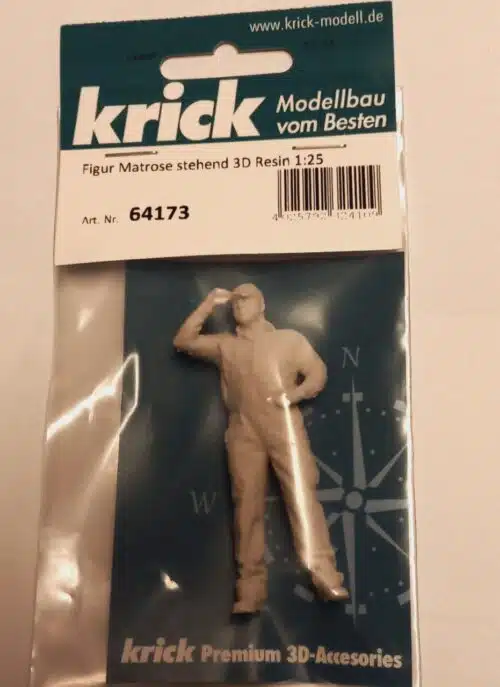 www.krick-modell.de
krick
Modellbau
vom Besten
Figur Matrose stehend 3D Resin 1:25
Art. Nr. 64173
N
W
krick Premium 3D-Accesories